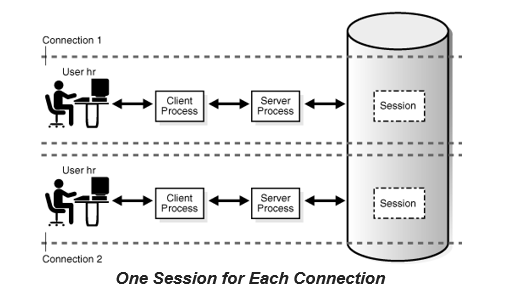 Connection 1
User hr
Client
Process
Server
Process
Session
User hr
Client
Process
Server
Process
Session
Connection 2
One Session for Each Connection